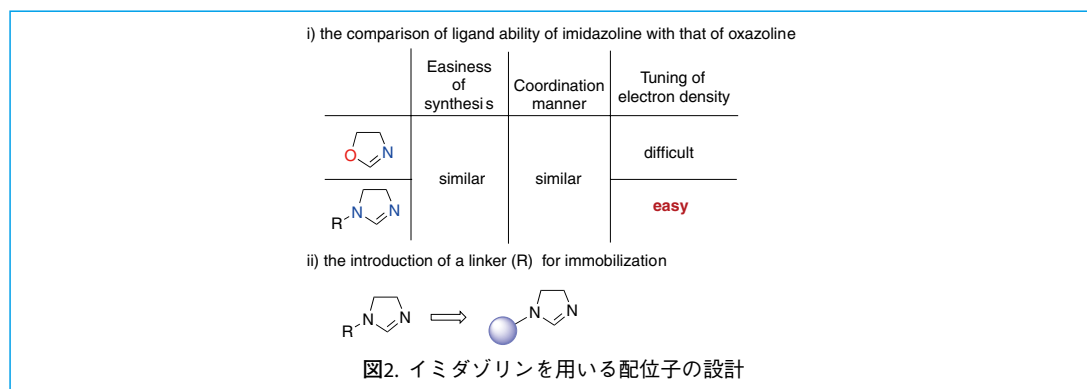 i) the comparison of ligand ability of imidazoline with that of oxazoline
Easiness
of
synthesis
Coordination
manner
Tuning of
electron density
O
N
difficult
similar
similar
R
N
N
easy
ii) the introduction of a linker (R) for immobilization
R
N
N
N
N
図2. イミダゾリンを用いる配位子の設計